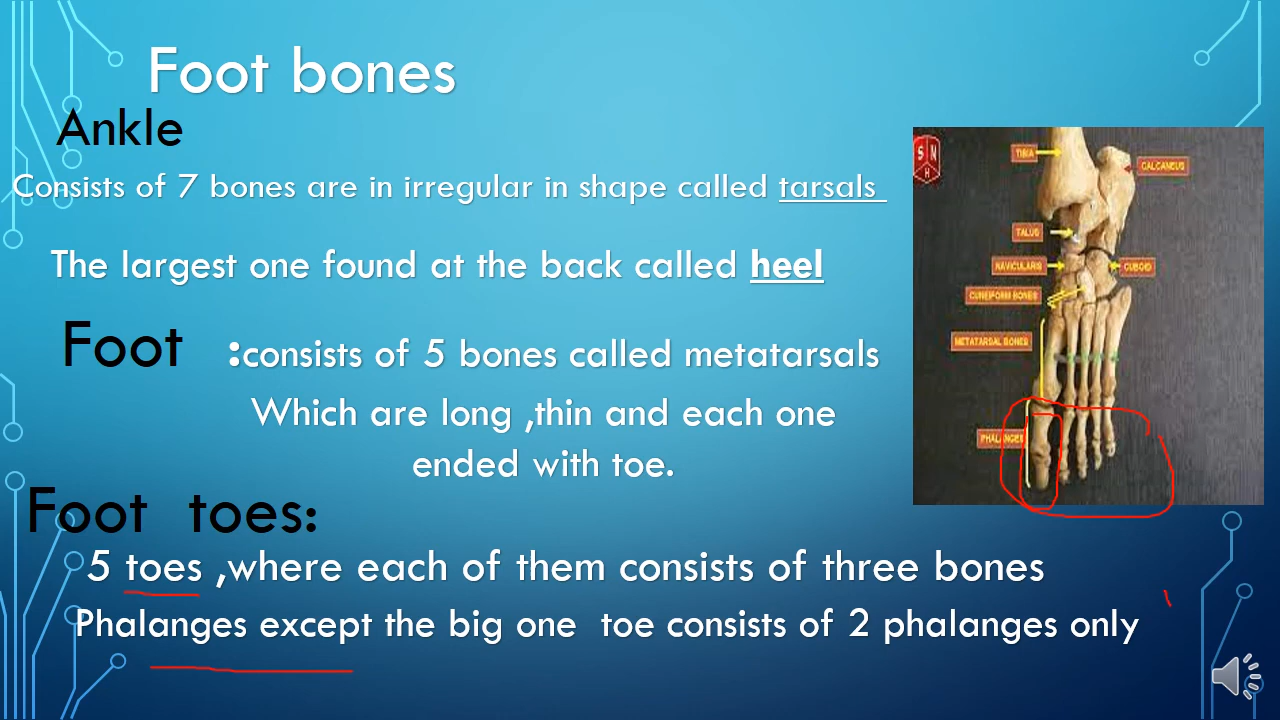 Foot bones
Ankle
Consists of 7 bones are in irregular in shape called tarsals
The largest one found at the back called heel
Foot :consists of 5 bones called metatarsals
Which are long ,thin and each one
ended with toe.
Foot toes:
5 toes ,where each of them consists of three bones
Phalanges except the big one toe consists of 2 phalanges only
S N
H
TIBIA
CALCANEUS
TALUS
NAVICULARIS
CUBOID
CUNEIFORM BONES
METATARSAL BONES
PHALANGES